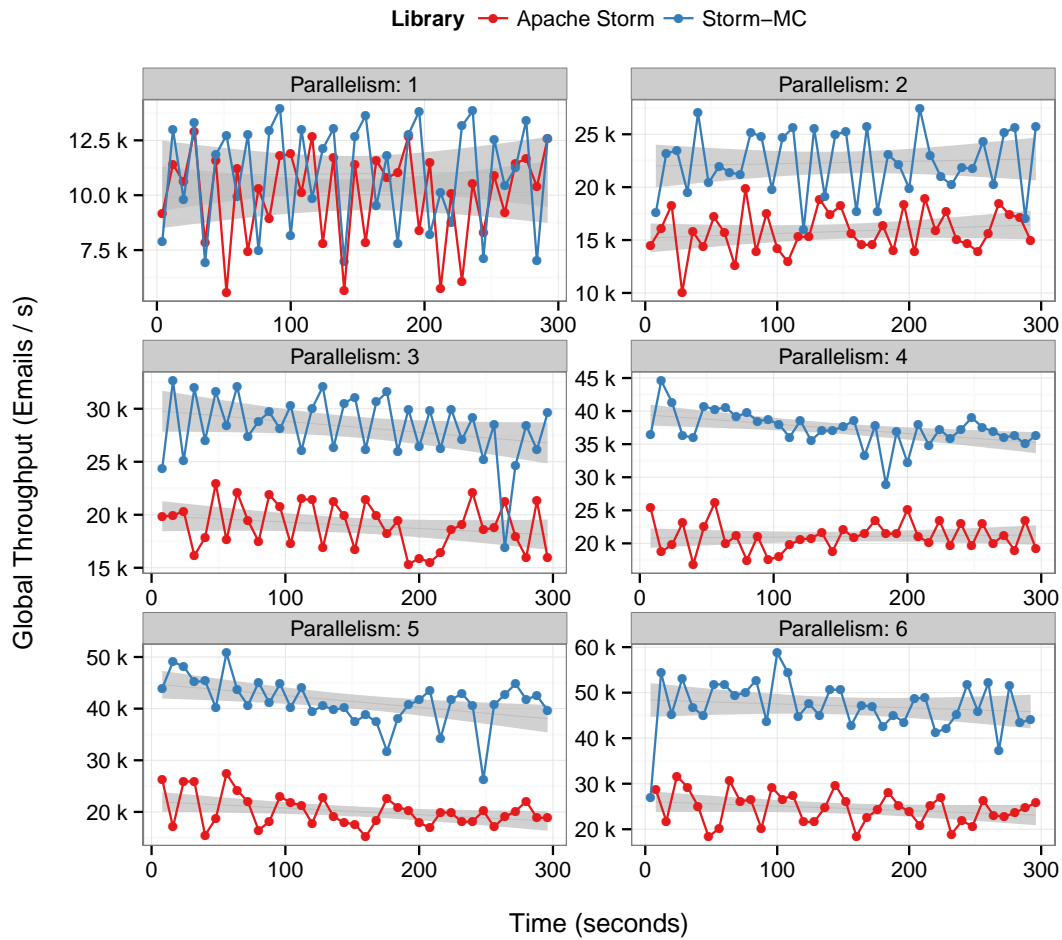 Library Apache Storm Storm−MC
Global Throughput (Emails / s)
Parallelism: 1
12.5 k
10.0 k
7.5 k
0 100 200 300
Parallelism: 2
25 k
20 k
15 k
10 k
0 100 200 300
Parallelism: 3
30 k
25 k
20 k
15 k
0 100 200 300
Parallelism: 4
45 k
40 k
35 k
30 k
25 k
20 k
0 100 200 300
Parallelism: 5
50 k
40 k
30 k
20 k
0 100 200 300
Parallelism: 6
60 k
50 k
40 k
30 k
20 k
0 100 200 300
Time (seconds)